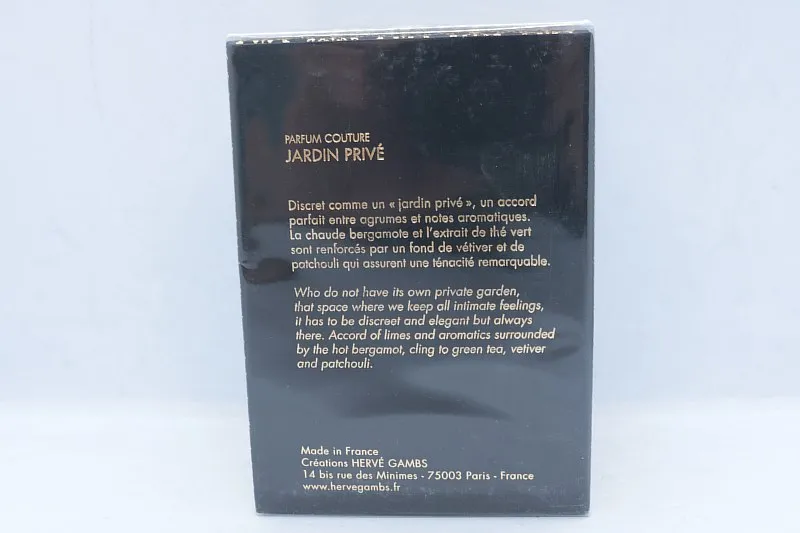 PARFUM COUTURE
JARDIN PRIVÉ
Discret comme un « jardin privé », un accord
parfait entre agrumes et notes aromatiques.
La chaude bergamote et l'extrait de thé vert
sont renforcés par un fond de vétiver et de
patchouli qui assurent une ténacité remarquable.
Who do not have its own private garden,
that space where we keep all intimate feelings,
it has to be discreet and elegant but always
there. Accord of limes and aromatics surrounded
by the hot bergamot, cling to green tea, vetiver
and patchouli.
Made in France
Créations HERVÉ GAMBS
14 bis rue des Minimes - 75003 Paris - France
www.hervegambs.fr